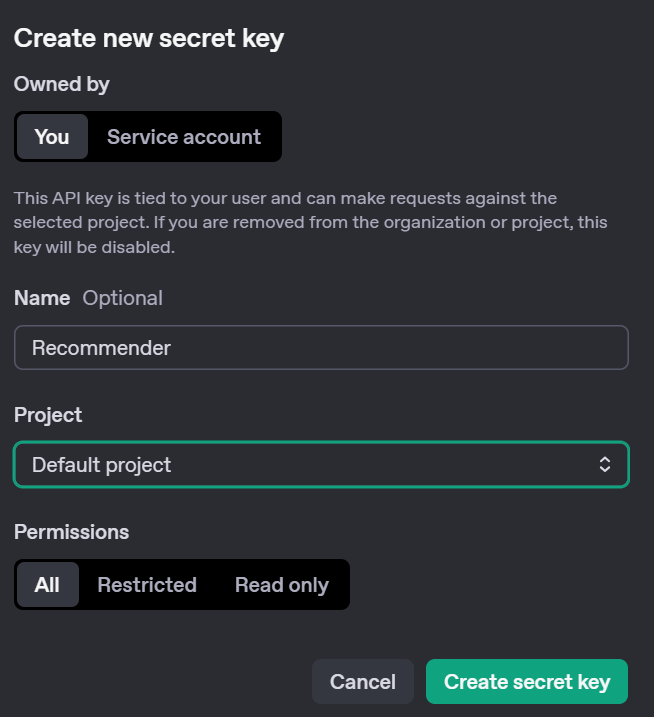 Create new secret key
Owned by
You Service account
This API key is tied to your user and can make requests against the
selected project. If you are removed from the organization or project, this
key will be disabled.
Name Optional
Recommender
Project
Default project
Permissions
All Restricted Read only
Cancel Create secret key